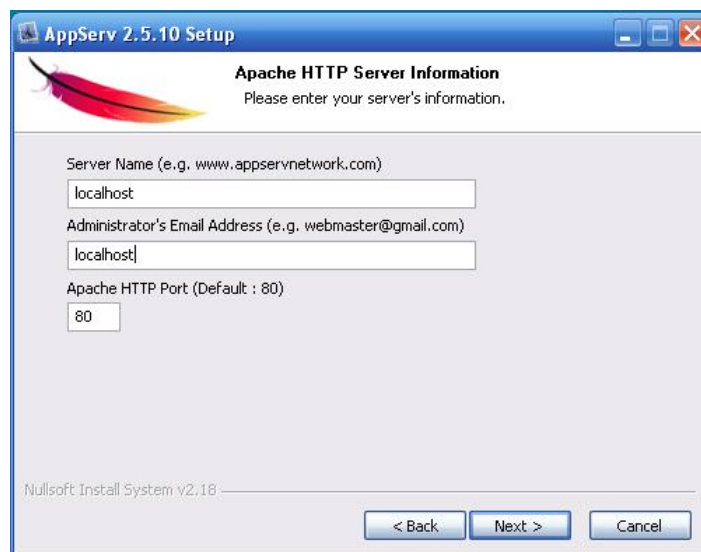 AppServ 2.5.10 Setup
Apache HTTP Server Information
Please enter your server's information.
Server Name (e.g. www.appservnetwork.com)
localhost
Administrator's Email Address (e.g. webmaster@gmail.com)
localhost
Apache HTTP Port (Default : 80)
80
Nullsoft Install System v2.18
< Back Next > Cancel